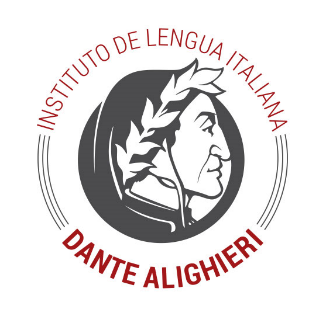 INSTITUTO DE LENGUA ITALIANA
DANTE ALIGHIERI